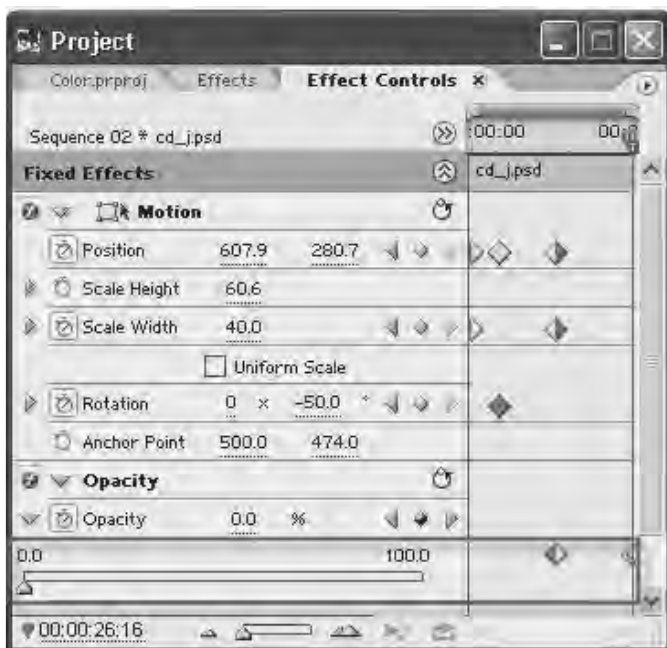 Project
Color.prproj Effects Effect Controls
Sequence 02 * cd_j.psd :00:00 00:
Fixed Effects cd_j.psd
Motion
Position 607.9 280.7
Scale Height 60.6
Scale Width 40.0
Uniform Scale
Rotation 0 x -50.0 °
Anchor Point 500.0 474.0
Opacity
Opacity 0.0 %
0.0 100.0
00:00:26:16